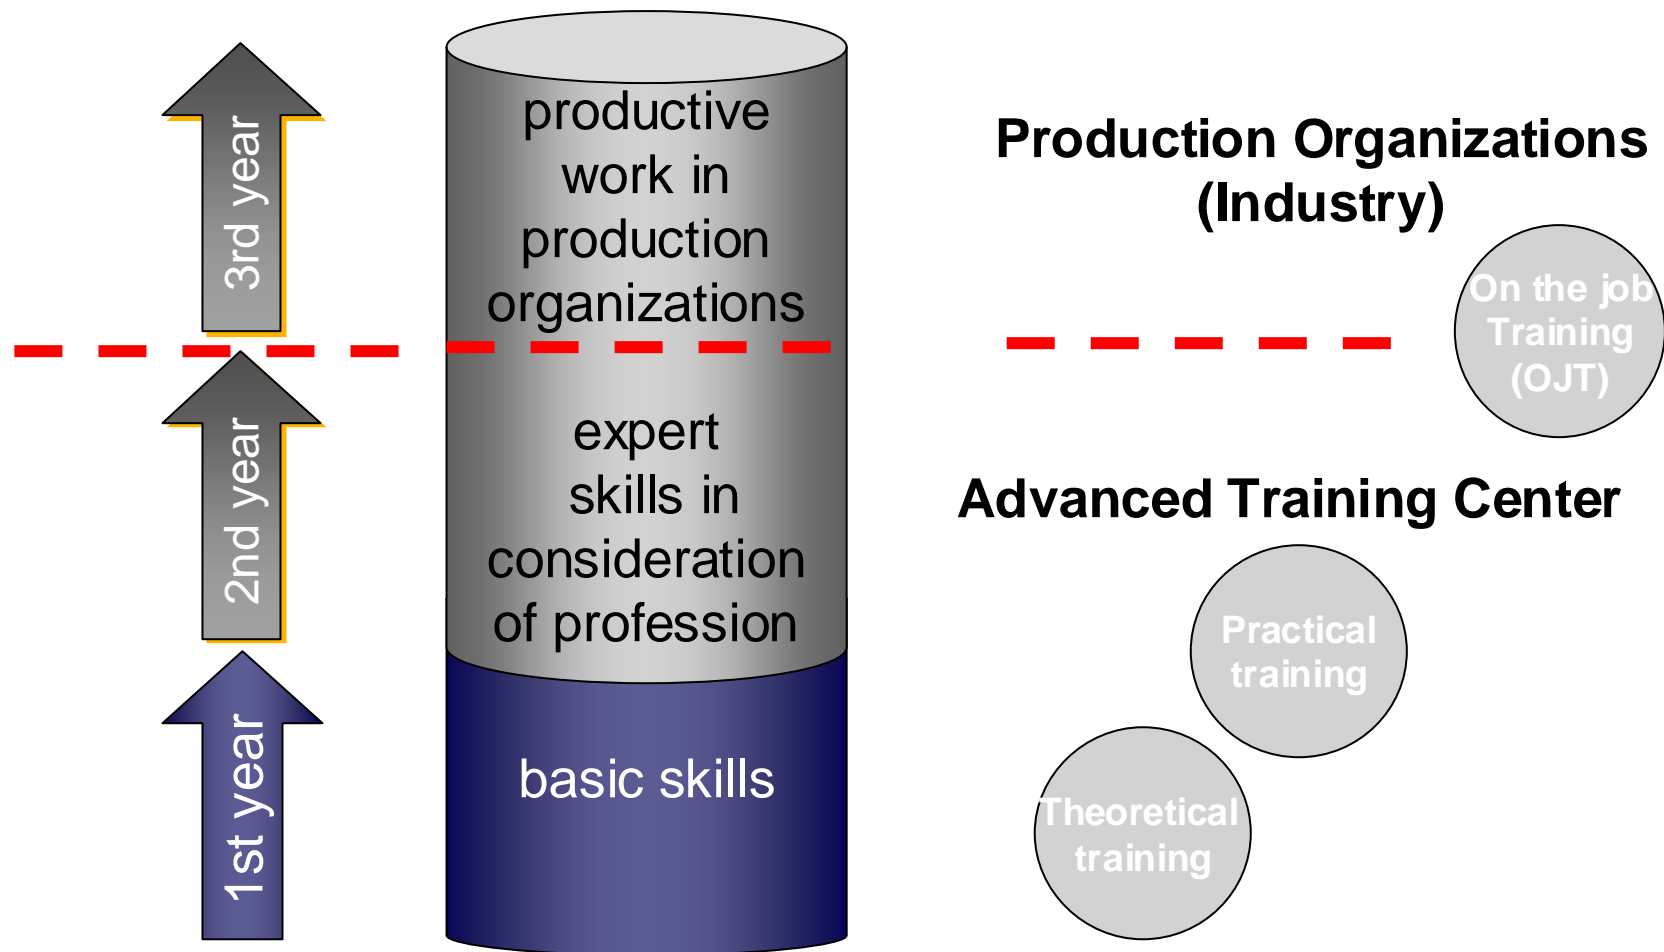 3rd year
2nd year
1st year
productive
work in
production
organizations
expert
skills in
consideration
of profession
basic skills
Production Organizations
(Industry)
On the job
Training
(OJT)
Advanced Training Center
Practical
training
Theoretical
training